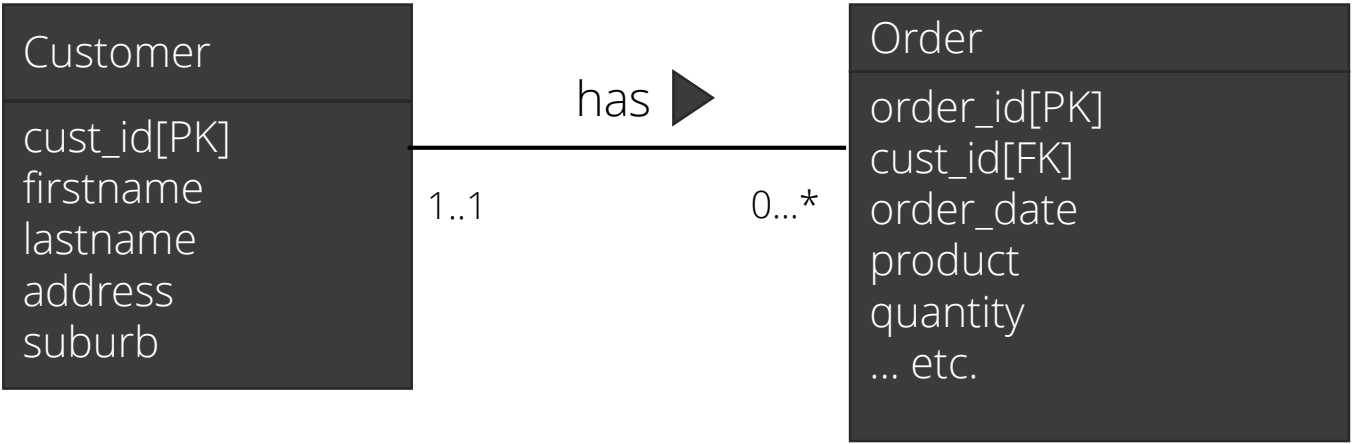 Customer
cust_id[PK]
firstname
lastname
address
suburb
has
1..1
0...*
Order
order_id[PK]
cust_id[FK]
order_date
product
quantity
... etc.